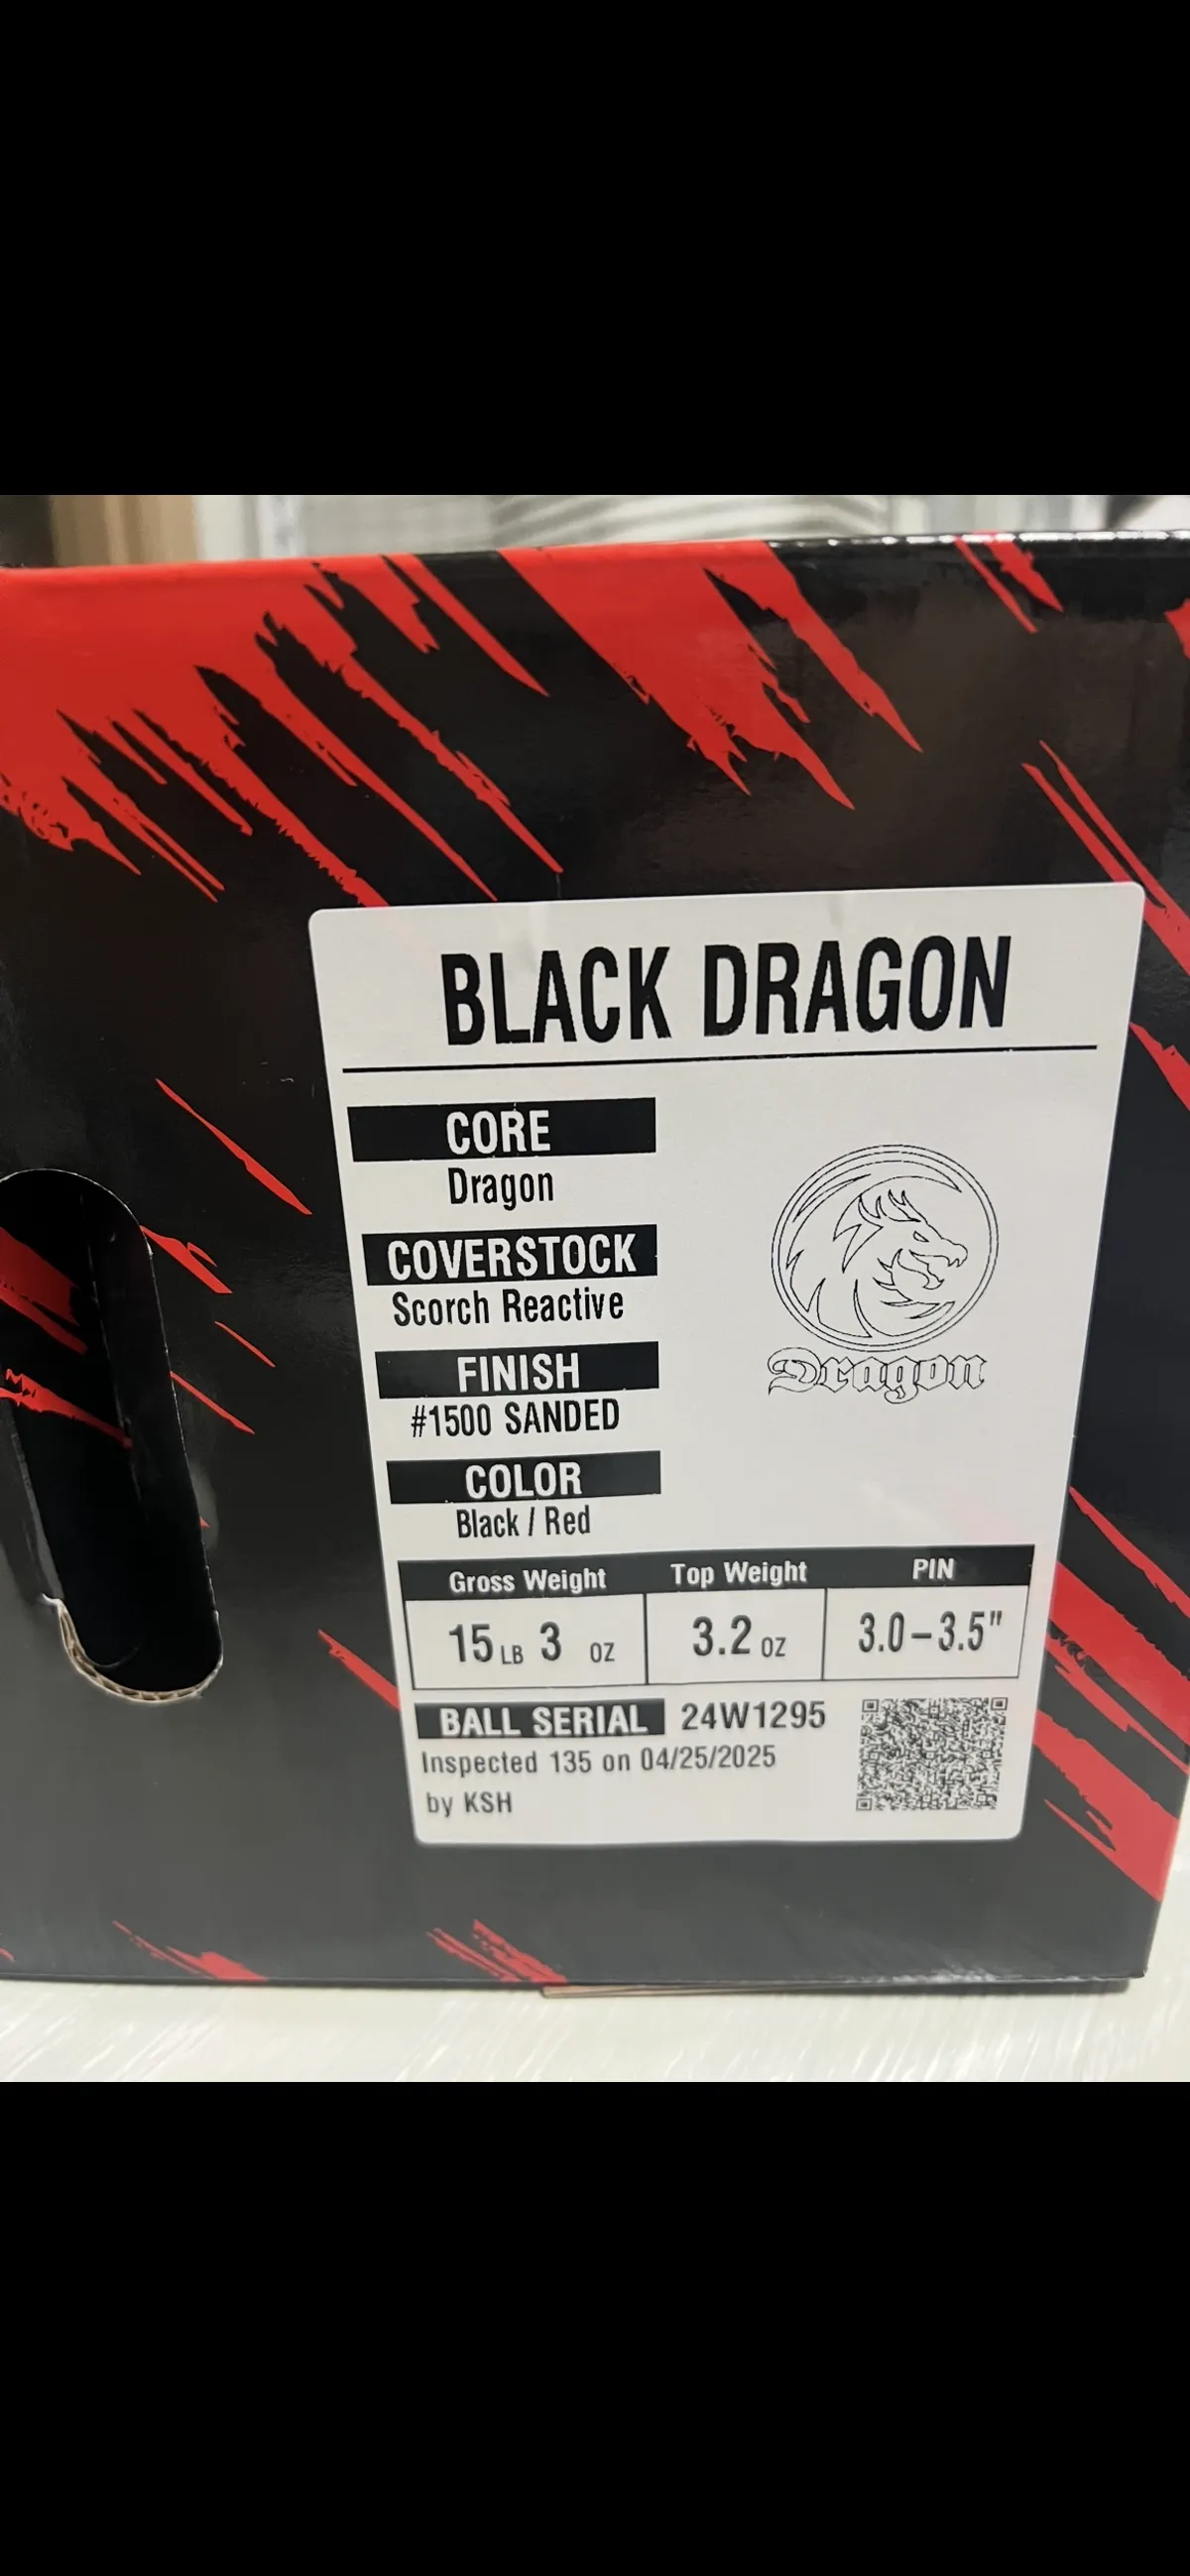 BLACK DRAGON
CORE
Dragon
COVERSTOCK
Scorch Reactive
FINISH
#1500 SANDED
COLOR
Black / Red
Dragon
Gross Weight Top Weight PIN
15 LB 3 OZ 3.2 OZ 3.0-3.5"
BALL SERIAL 24W1295
Inspected 135 on 04/25/2025
by KSH